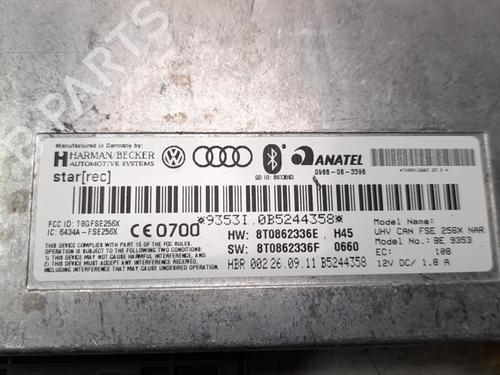 Manufactured in Germany by:
HARMAN/BECKER
AUTOMOTIVE SYSTEMS
star[rec]
ANATEL
0988-08-3398
*9353I.0B5244358*
FCC ID: T8GFSE256X
IC: 6434A-FSE256X
CE 0700
HW: 8T0862336E H45
SW: 8T0862336F 0660
HBR 002 26.09.11 B5244358
THIS DEVICE COMPLIES WITH PART 15 OF THE FCC RULES.
OPERATION IS SUBJECT TO THE FOLLOWING TWO CONDITIONS:
1) THIS DEVICE MAY NOT CAUSE HARMFUL INTERFERENCE, AND
2) THIS DEVICE MUST ACCEPT ANY INTERFERENCE RECEIVED, INCLUDING
INTERFERENCE THAT MAY CAUSE UNDESIRED OPERATION.
Model Name:
UHV CAN FSE 256X NAR
Model No.: BE 9353
EC: 108
12V DC/ 1.8 A
B-PARTS